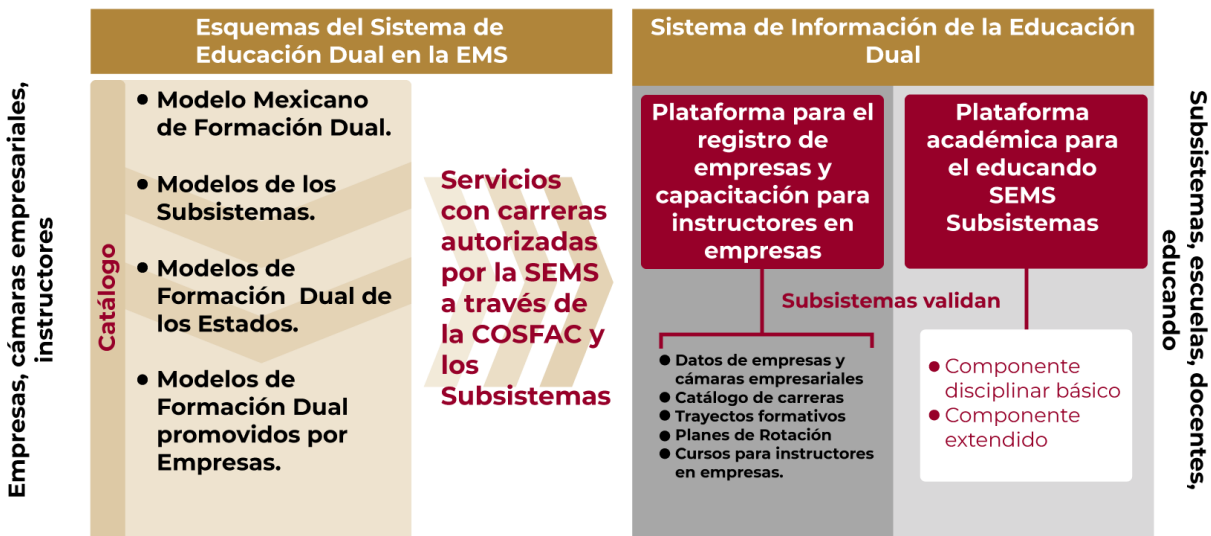 Empresas, cámaras empresariales,
instructores
Esquemas del Sistema de
Educación Dual en la EMS
Catálogo
● Modelo Mexicano
de Formación Dual.
● Modelos de los
Subsistemas.
● Modelos de
Formación Dual de
los Estados.
● Modelos de
Formación Dual
promovidos por
Empresas.
Servicios
con carreras
autorizadas
por la SEMS
a través de
la COSFAC y
los
Subsistemas
Sistema de Información de la Educación
Dual
Plataforma para el
registro de
empresas y
capacitación para
instructores en
empresas
Plataforma
académica para
el educando
SEMS
Subsistemas
Subsistemas validan
● Datos de empresas y
cámaras empresariales
● Catálogo de carreras
● Trayectos formativos
● Planes de Rotación
● Cursos para instructores
en empresas.
● Componente
disciplinar básico
● Componente
extendido
Subsistemas, escuelas, docentes,
educando